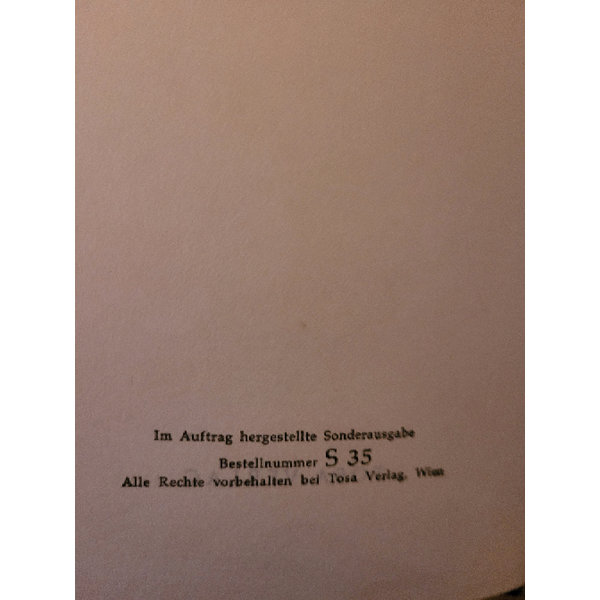 Im Auftrag hergestellte Sonderausgabe
Bestellnummer S 35
Alle Rechte vorbehalten bei Tosa Verlag, Wien